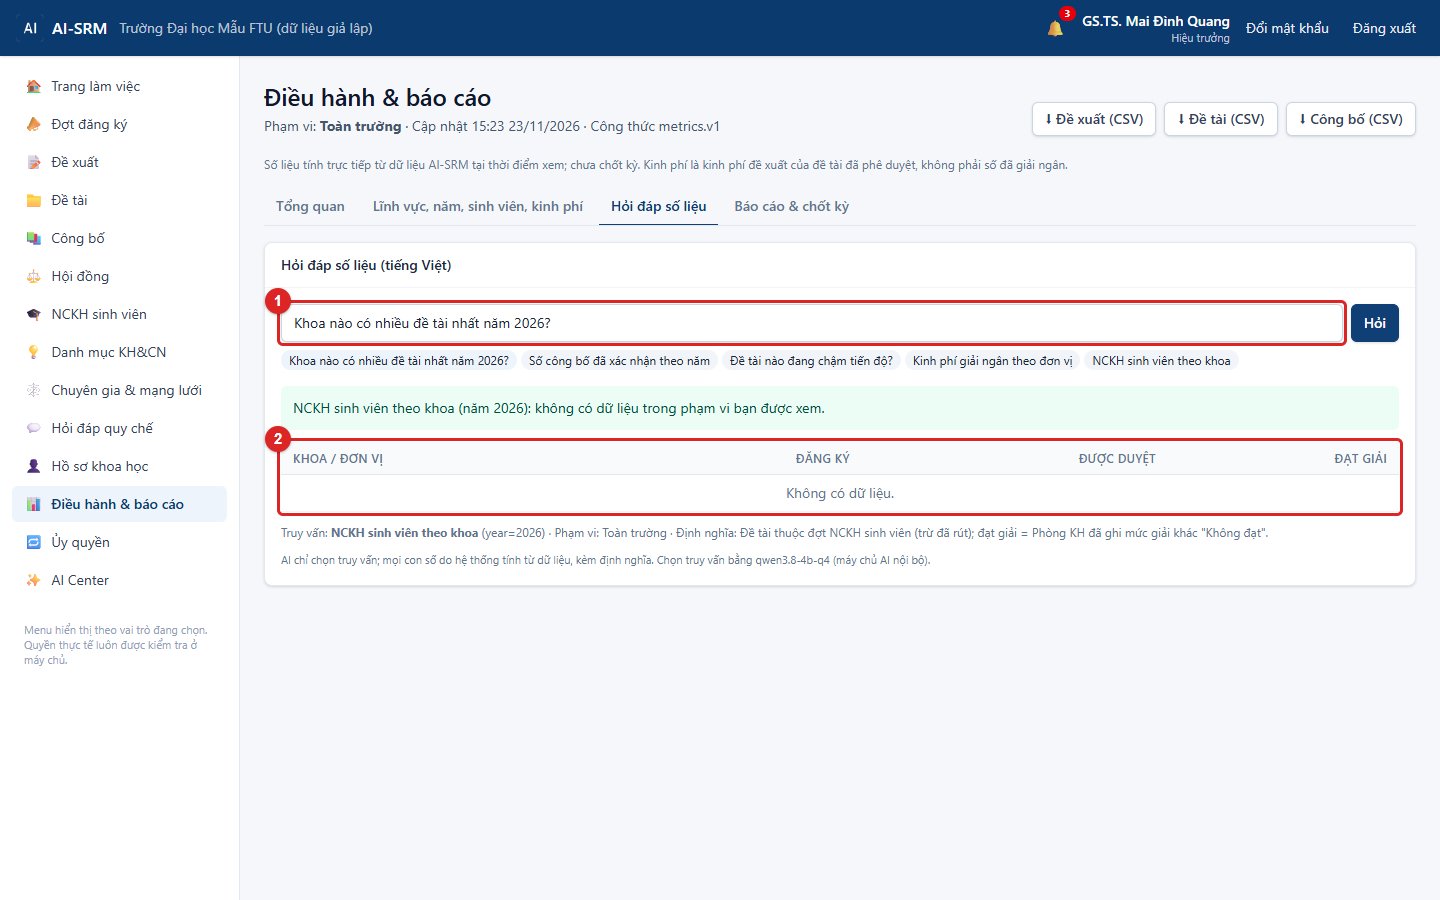 AI AI-SRM Trường Đại học Mẫu FTU (dữ liệu giả lập)
3
GS.TS. Mai Đình Quang
Hiệu trưởng
Đổi mật khẩu
Đăng xuất
Trang làm việc
Đợt đăng ký
Đề xuất
Đề tài
Công bố
Hội đồng
NCKH sinh viên
Danh mục KH&CN
Chuyên gia & mạng lưới
Hỏi đáp quy chế
Hồ sơ khoa học
Điều hành & báo cáo
Ủy quyền
AI Center
Menu hiển thị theo vai trò đang chọn.
Quyền thực tế luôn được kiểm tra ở
máy chủ.
Điều hành & báo cáo
Phạm vi: Toàn trường · Cập nhật 15:23 23/11/2026 · Công thức metrics.v1
⬇ Đề xuất (CSV)
⬇ Đề tài (CSV)
⬇ Công bố (CSV)
Số liệu tính trực tiếp từ dữ liệu AI-SRM tại thời điểm xem; chưa chốt kỳ. Kinh phí là kinh phí đề xuất của đề tài đã phê duyệt, không phải số đã giải ngân.
Tổng quan
Lĩnh vực, năm, sinh viên, kinh phí
Hỏi đáp số liệu
Báo cáo & chốt kỳ
Hỏi đáp số liệu (tiếng Việt)
1
Khoa nào có nhiều đề tài nhất năm 2026?
Hỏi
Khoa nào có nhiều đề tài nhất năm 2026?
Số công bố đã xác nhận theo năm
Đề tài nào đang chậm tiến độ?
Kinh phí giải ngân theo đơn vị
NCKH sinh viên theo khoa
NCKH sinh viên theo khoa (năm 2026): không có dữ liệu trong phạm vi bạn được xem.
2
KHOA / ĐƠN VỊ ĐĂNG KÝ ĐƯỢC DUYỆT ĐẠT GIẢI
Không có dữ liệu.
Truy vấn: NCKH sinh viên theo khoa (year=2026) · Phạm vi: Toàn trường · Định nghĩa: Đề tài thuộc đợt NCKH sinh viên (trừ đã rút); đạt giải = Phòng KH đã ghi mức giải khác "Không đạt".
AI chỉ chọn truy vấn; mọi con số do hệ thống tính từ dữ liệu, kèm định nghĩa. Chọn truy vấn bằng qwen3.8-4b-q4 (máy chủ AI nội bộ).